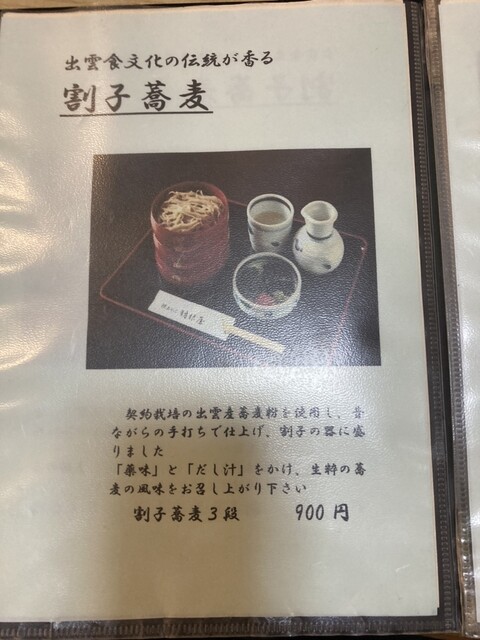 出雲食文化の伝統が香る
割子蕎麦
契約栽培の出雲産蕎麦粉を使用し、昔
ながらの手打ちで仕上げ、割子の器に盛
りました
「薬味」と「だし汁」をかけ、生粋の蕎
麦の風味をお召し上がり下さい
割子蕎麦3段 900円